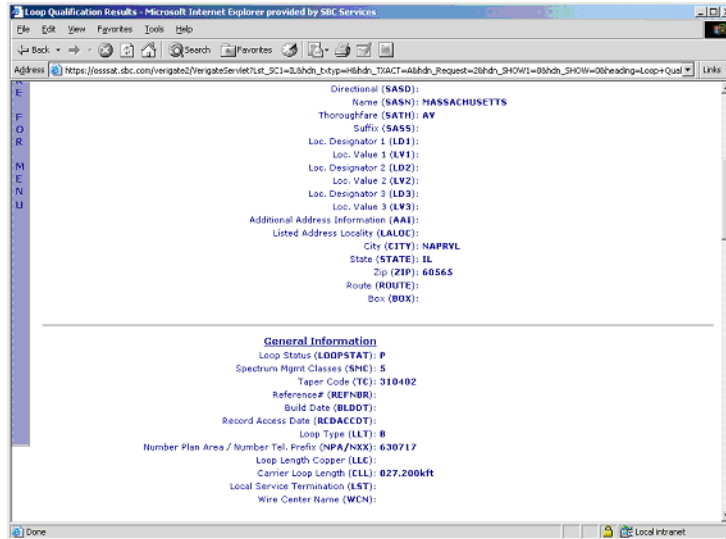 Loop Qualification Results - Microsoft Internet Explorer provided by SBC Services
File Edit View Favorites Tools Help
Back Search Favorites
Address https://osssat.sbc.com/verigate2/VerigateServlet?Lst_SC1=IL&hdn_txtyp=H&hdn_TXACT=A&hdn_Request=2&hdn_SHOW1=0&hdn_SHOW=0&heading=Loop+Qual Links
E FOR MENU
Directional (SASD):
Name (SASN): MASSACHUSETTS
Thoroughfare (SATH): AV
Suffix (SASS):
Loc. Designator 1 (LD1):
Loc. Value 1 (LV1):
Loc. Designator 2 (LD2):
Loc. Value 2 (LV2):
Loc. Designator 3 (LD3):
Loc. Value 3 (LV3):
Additional Address Information (AAI):
Listed Address Locality (LALOC):
City (CITY): NAPRVL
State (STATE): IL
Zip (ZIP): 60565
Route (ROUTE):
Box (BOX):
General Information
Loop Status (LOOPSTAT): P
Spectrum Mgmt Classes (SMC): 5
Taper Code (TC): 310402
Reference# (REFNBR):
Build Date (BLDDT):
Record Access Date (RCDACCDT):
Loop Type (LLT): B
Number Plan Area / Number Tel. Prefix (NPA/NXX): 630717
Loop Length Copper (LLC):
Carrier Loop Length (CLL): 027.200kft
Local Service Termination (LST):
Wire Center Name (WCN):
Done Local intranet